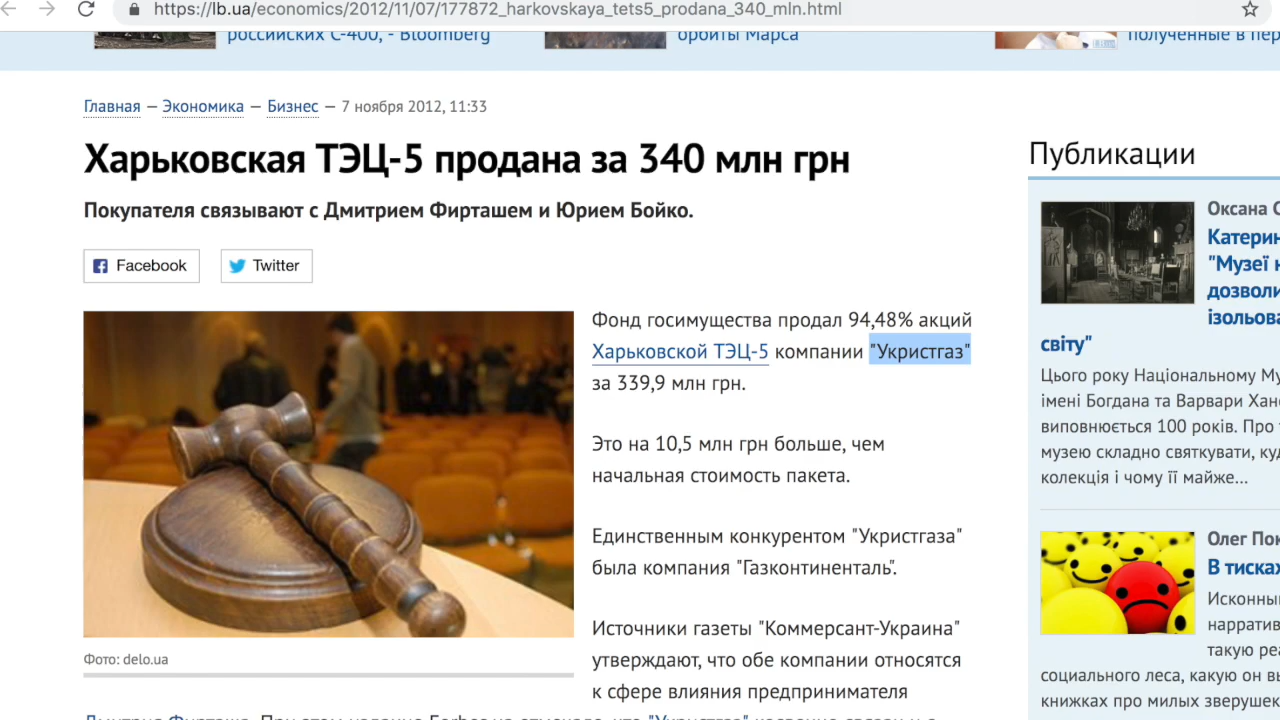 https://lb.ua/economics/2012/11/07/177872_harkovskaya_tets5_prodana_340_mln.html
российских С-400, - Bloomberg
орбиты Марса
полученные в пер
Главная — Экономика — Бизнес — 7 ноября 2012, 11:33
Харьковская ТЭЦ-5 продана за 340 млн грн
Покупателя связывают с Дмитрием Фирташем и Юрием Бойко.
Facebook
Twitter
Фонд госимущества продал 94,48% акций
Харьковской ТЭЦ-5 компании "Укристгаз"
за 339,9 млн грн.
Это на 10,5 млн грн больше, чем
начальная стоимость пакета.
Единственным конкурентом "Укристгаза"
была компания "Газконтиненталь".
Источники газеты "Коммерсант-Украина"
утверждают, что обе компании относятся
к сфере влияния предпринимателя
Фото: delo.ua
Публикации
Оксана С
Катерин
"Музеї н
дозволи
ізольова
світу"
Цього року Національному Му
імені Богдана та Варвари Хане
виповнюється 100 років. Про т
музею складно святкувати, куд
колекція і чому її майже...
Олег Пок
В тисках
Исконны
нарратив
такую реа
социального леса, какую он вы
книжках про милых зверушек